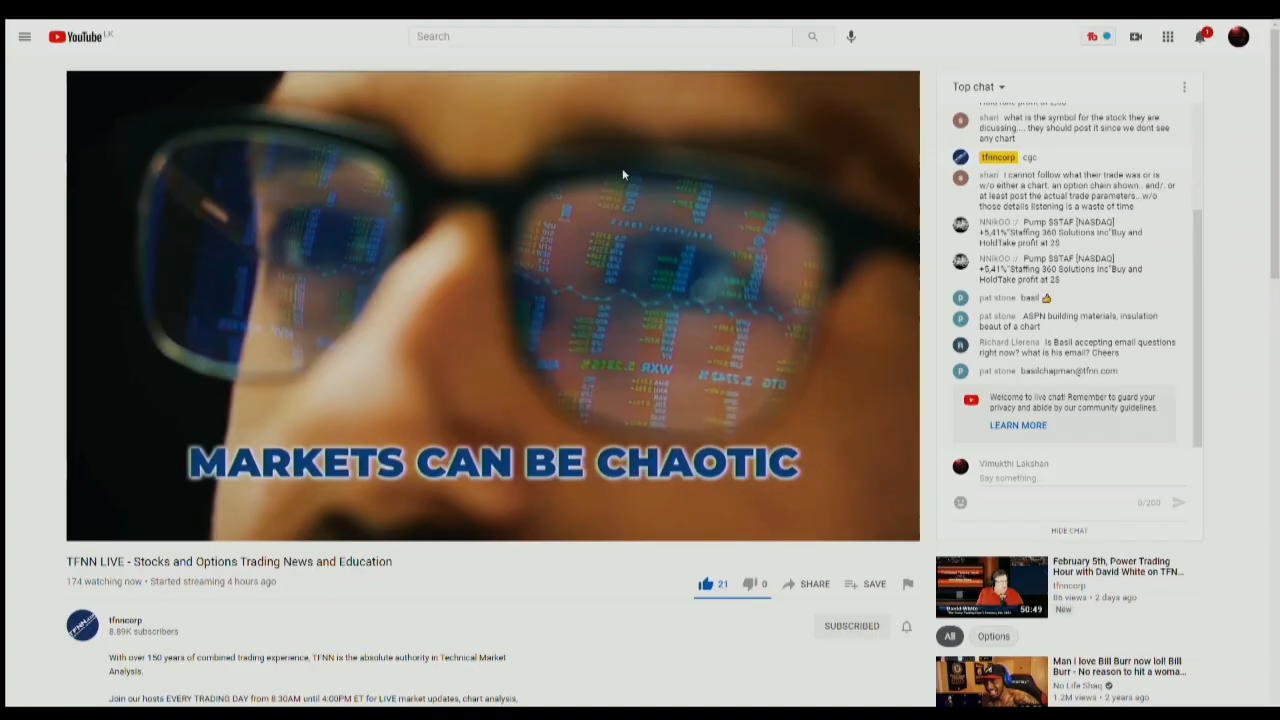 YouTube LK
Search
1
WXR
MARKETS CAN BE CHAOTIC
TFNN LIVE - Stocks and Options Trading News and Education
174 watching now • Started streaming 4 hours ago
21
0
SHARE
SAVE
tfnncorp
8.89K subscribers
SUBSCRIBED
With over 150 years of combined trading experience, TFNN is the absolute authority in Technical Market
Analysis.
Join our hosts EVERY TRADING DAY from 8:30AM until 4:00PM ET for LIVE market updates, chart analysis,
Top chat
shari what is the symbol for the stock they are
dicussing.... they should post it since we dont see
any chart
tfnncorp cgc
shari I cannot follow what their trade was or is
w/o either a chart. an option chain shown.. and/. or
at least post the actual trade parameters...w/o
those details listening is a waste of time
NNikOO :/ Pump $STAF [NASDAQ]
+5,41%"Staffing 360 Solutions Inc"Buy and
HoldTake profit at 2$
NNikOO :/ Pump $STAF [NASDAQ]
+5,41%"Staffing 360 Solutions Inc"Buy and
HoldTake profit at 2$
pat stone basil 👍
pat stone ASPN building materials, insulation
beaut of a chart
Richard Llerena Is Basil accepting email questions
right now? what is his email? Cheers
pat stone basilchapman@tfnn.com
Welcome to live chat! Remember to guard your
privacy and abide by our community guidelines.
LEARN MORE
Vimukthi Lakshan
Say something...
0/200
HIDE CHAT
David White
50:49
February 5th, Power Trading
Hour with David White on TFN...
tfnncorp
86 views • 2 days ago
New
All
Options
Man I love Bill Burr now lol! Bill
Burr - No reason to hit a woma...
No Life Shaq
1.2M views • 2 years ago